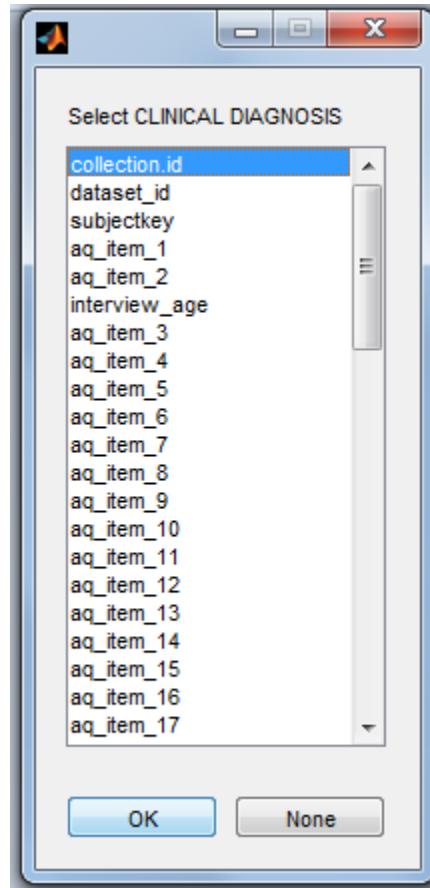 Select CLINICAL DIAGNOSIS
collection.id
dataset_id
subjectkey
aq_item_1
aq_item_2
interview_age
aq_item_3
aq_item_4
aq_item_5
aq_item_6
aq_item_7
aq_item_8
aq_item_9
aq_item_10
aq_item_11
aq_item_12
aq_item_13
aq_item_14
aq_item_15
aq_item_16
aq_item_17
OK None